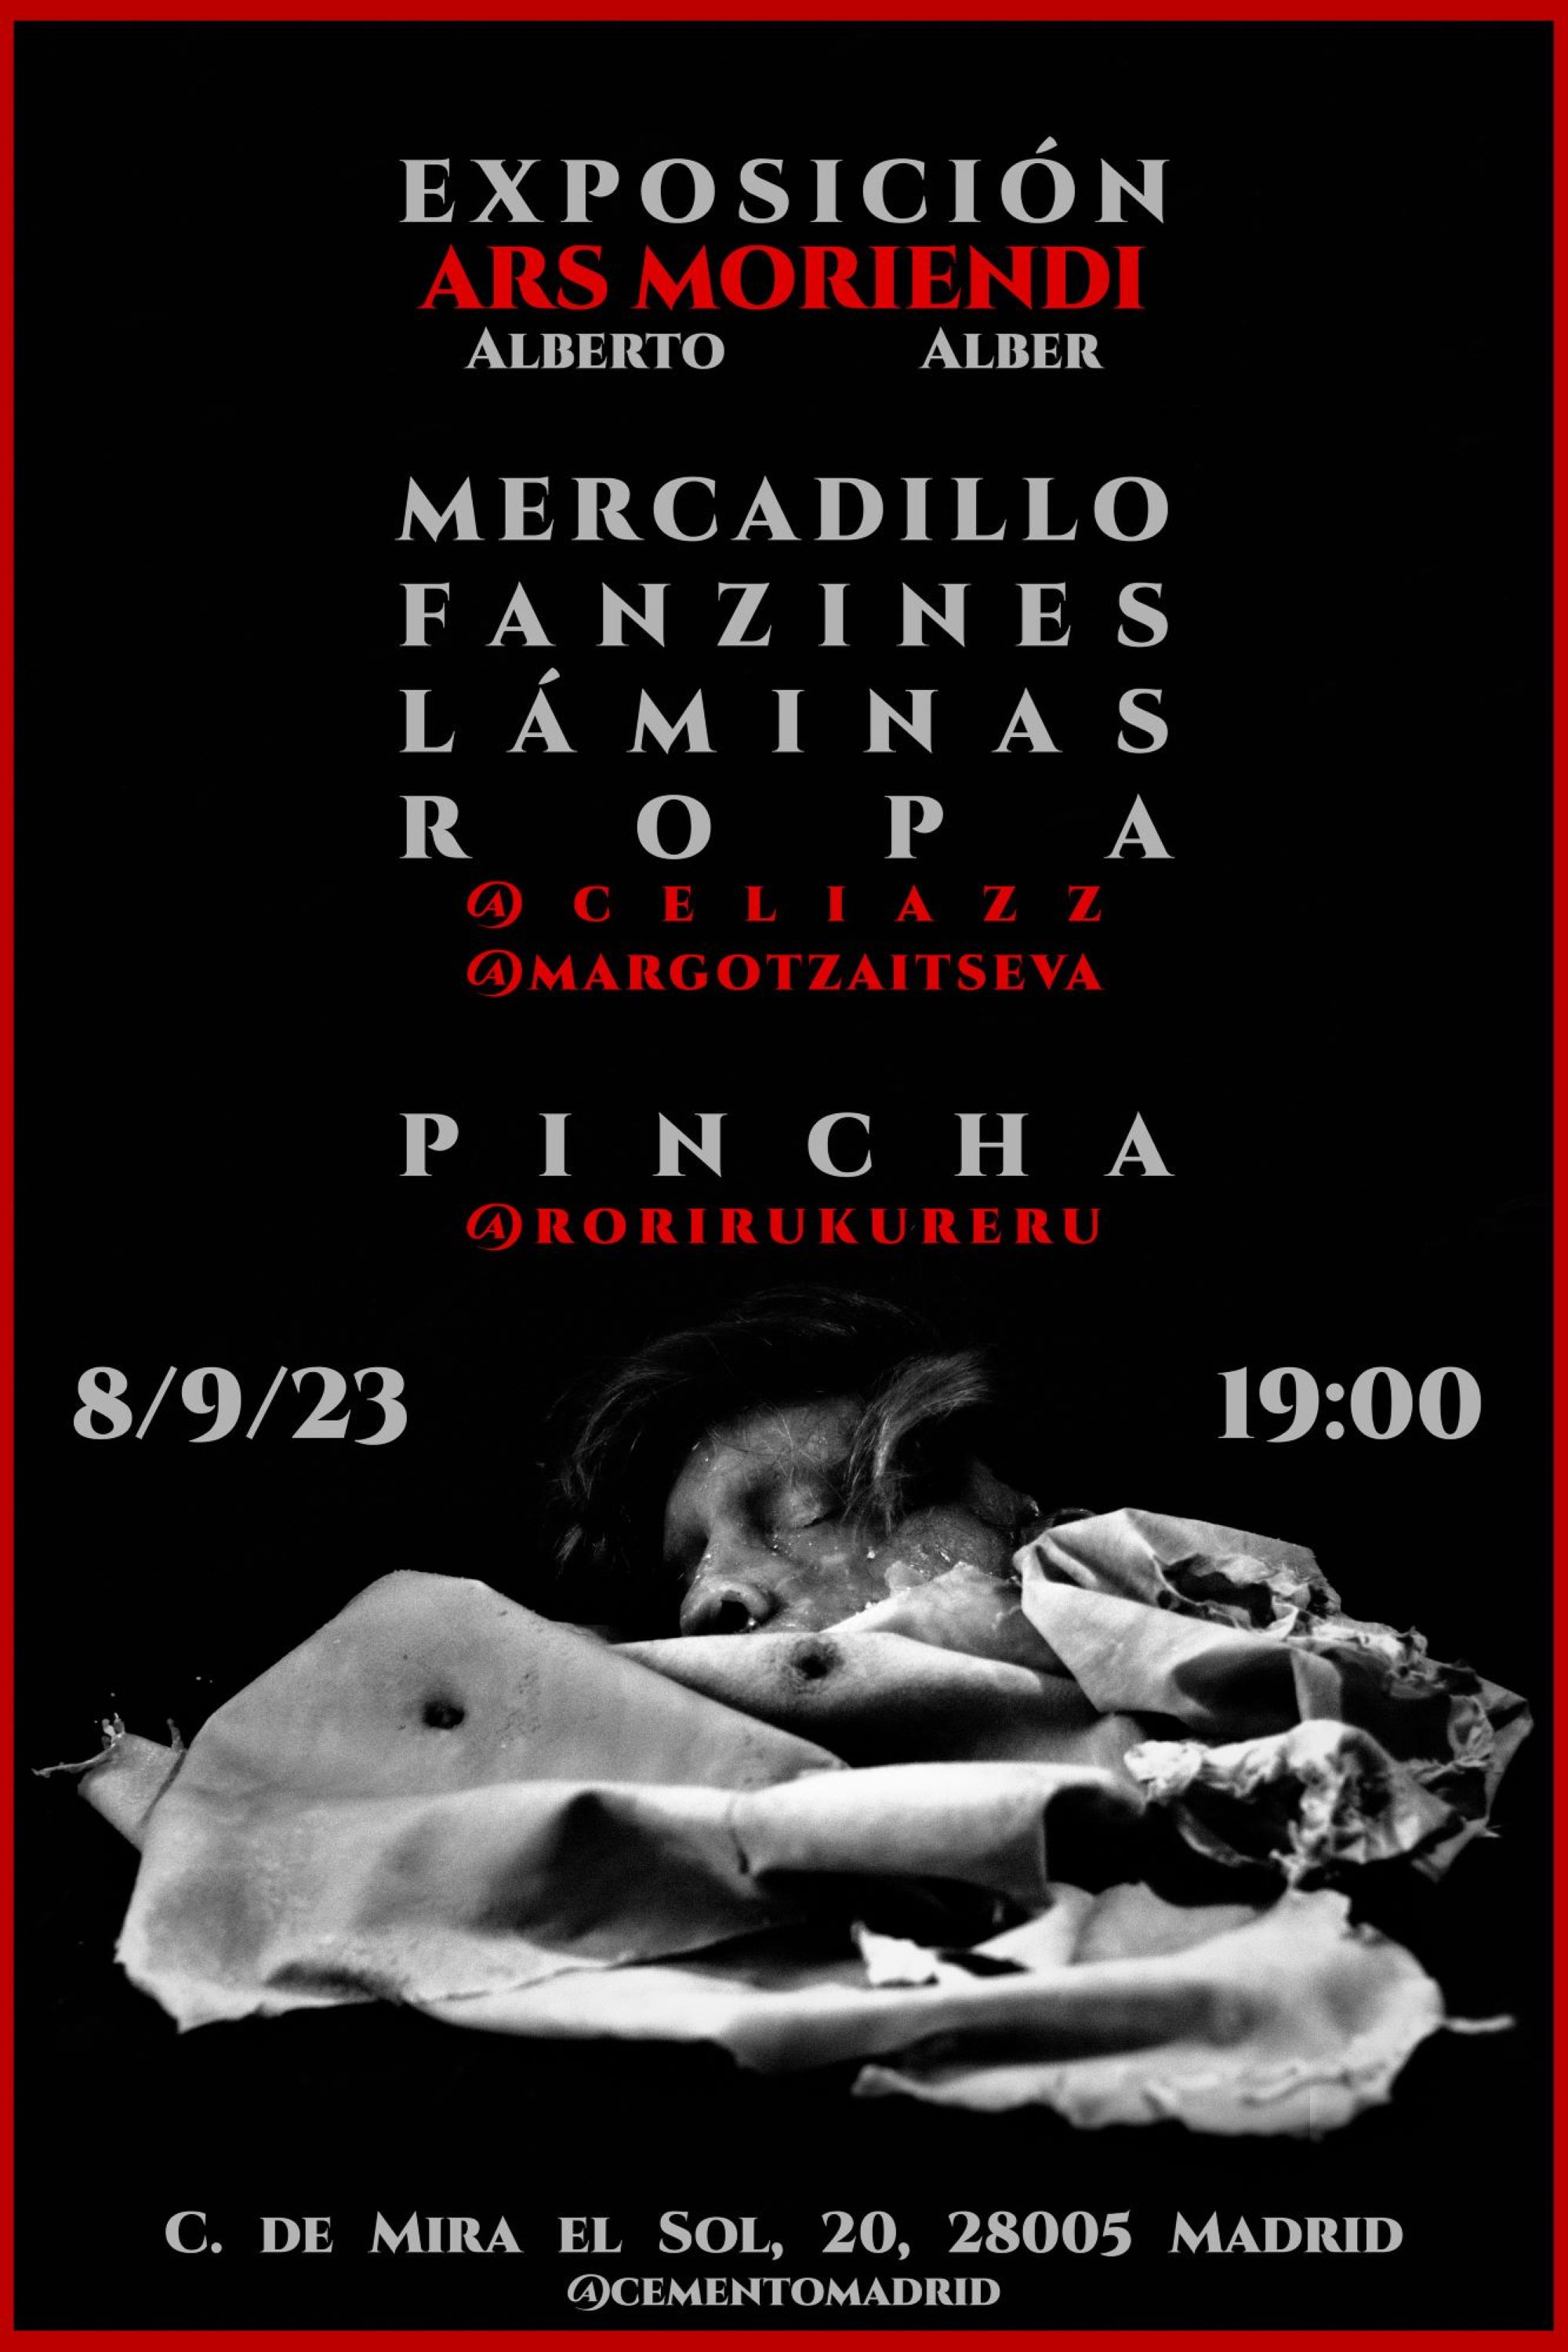 EXPOSICIÓN
ARS MORIENDI
ALBERTO ALBER
MERCADILLO
FANZINES
LÁMINAS
ROPA
@CELIAZZ
@MARGOTZAITSEVA
PINCHA
@RORIRUKURERU
8/9/23 19:00
C. DE MIRA EL SOL, 20, 28005 MADRID
@CEMENTOMADRID